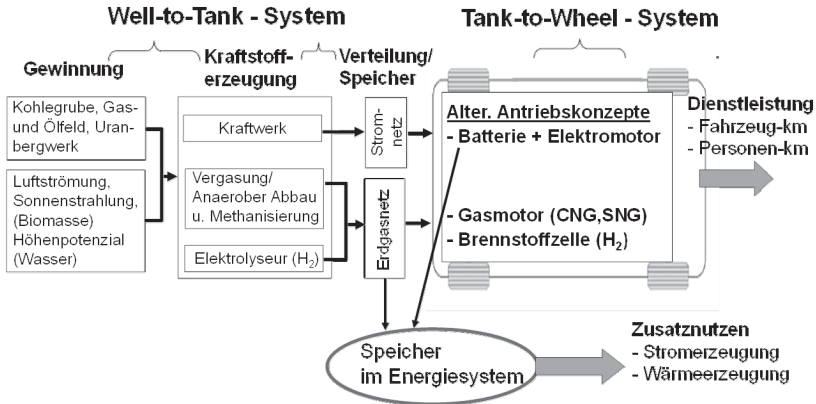 Well-to-Tank - System
Tank-to-Wheel - System
Gewinnung
Kraftstoff-
erzeugung
Verteilung/
Speicher
Kohlegrube, Gas-
und Ölfeld, Uran-
bergwerk
Luftströmung,
Sonnenstrahlung,
(Biomasse)
Höhenpotenzial
(Wasser)
Kraftwerk
Vergasung/
Anaerober Abbau
u. Methanisierung
Elektrolyseur (H₂)
Strom-
netz
Erdgasnetz
Alter. Antriebskonzepte
- Batterie + Elektromotor
- Gasmotor (CNG,SNG)
- Brennstoffzelle (H₂)
Dienstleistung
- Fahrzeug-km
- Personen-km
Speicher
im Energiesystem
Zusatznutzen
- Stromerzeugung
- Wärmeerzeugung